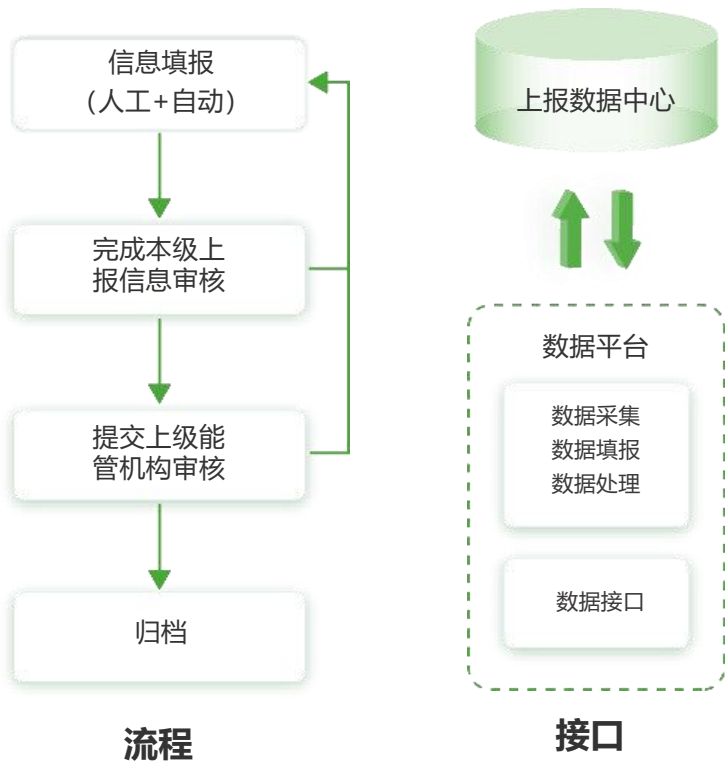 信息填报
（人工+自动）
完成本级上
报信息审核
提交上级能
管机构审核
归档
流程
上报数据中心
数据平台
数据采集
数据填报
数据处理
数据接口
接口